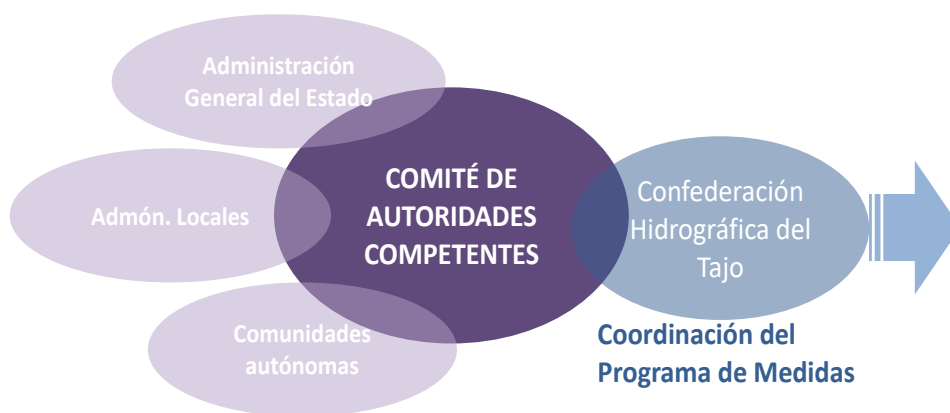 Administración
General del Estado
Admón. Locales
Comunidades
autónomas
COMITÉ DE
AUTORIDADES
COMPETENTES
Confederación
Hidrográfica del
Tajo
Coordinación del
Programa de Medidas